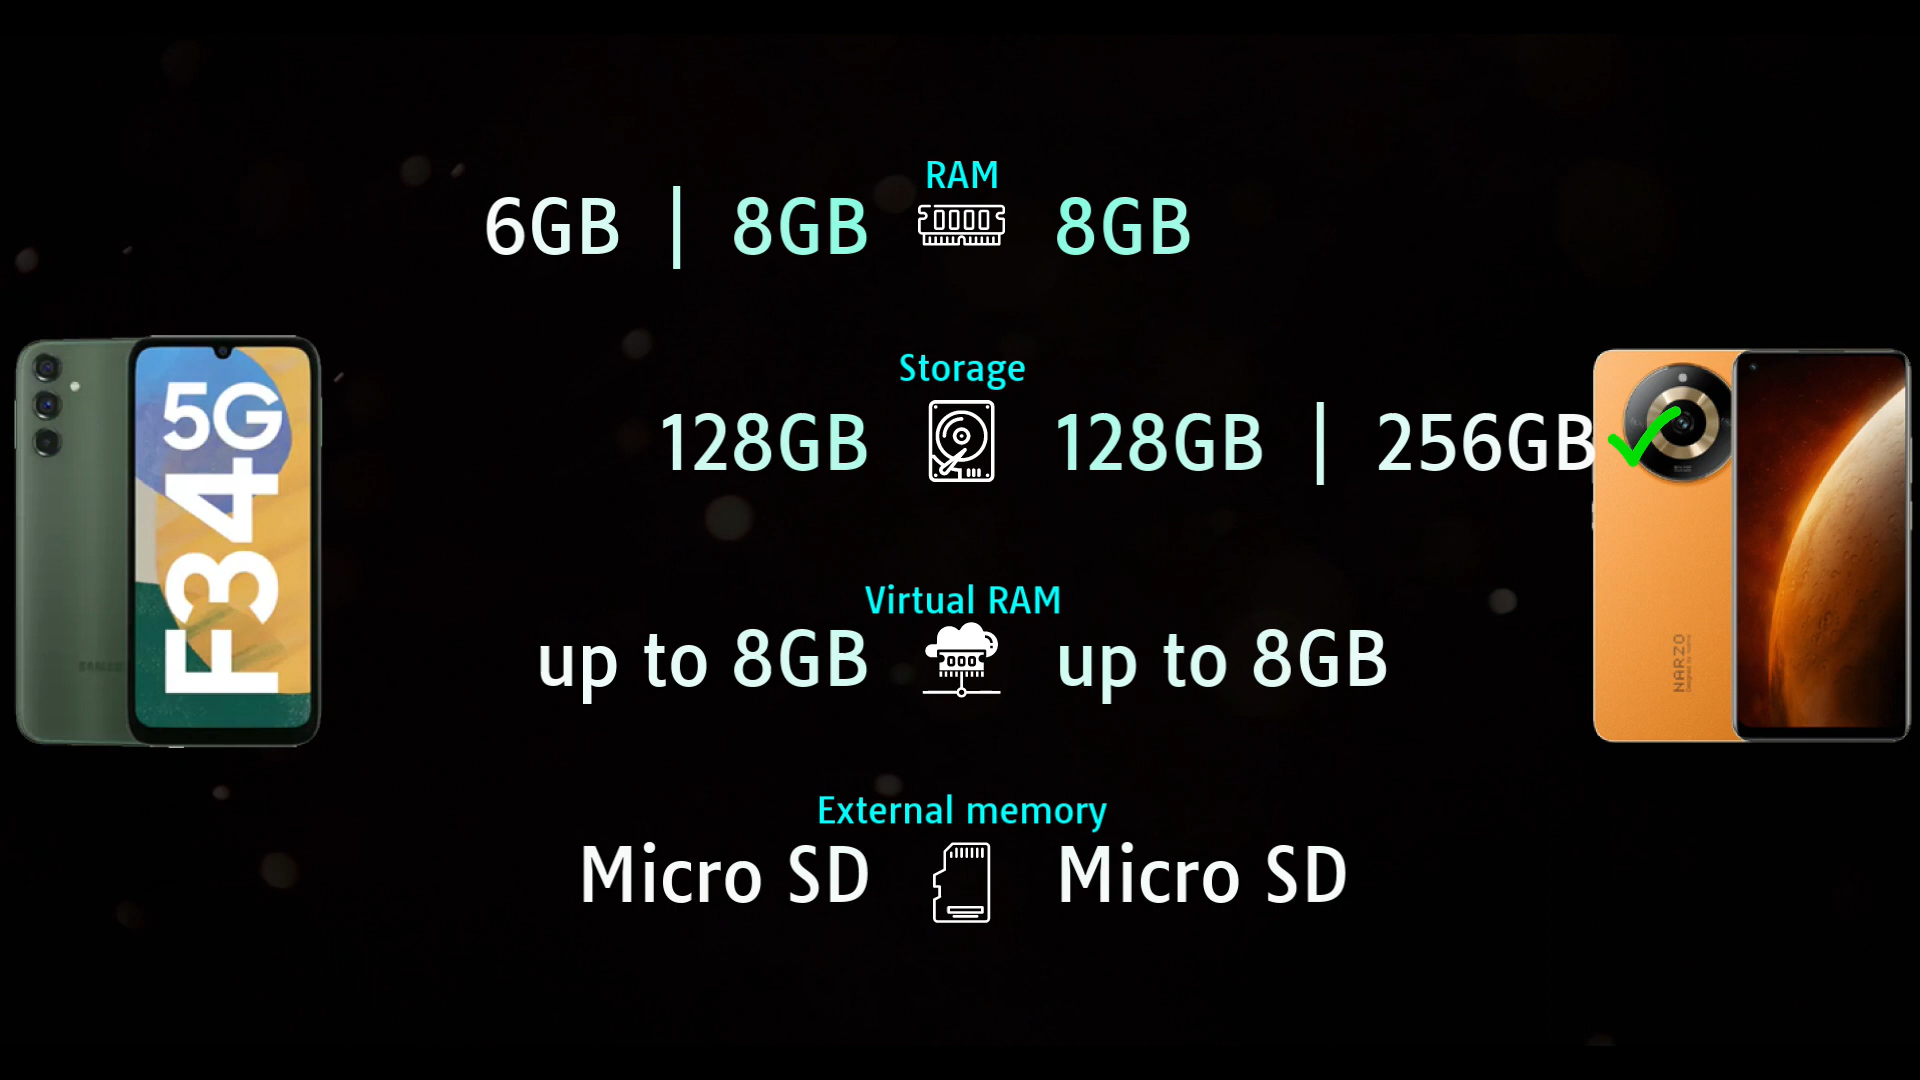 RAM
6GB | 8GB 8GB
Storage
128GB 128GB | 256GB
Virtual RAM
up to 8GB up to 8GB
External memory
Micro SD Micro SD
5G
F34
SAMSUNG
NARZO